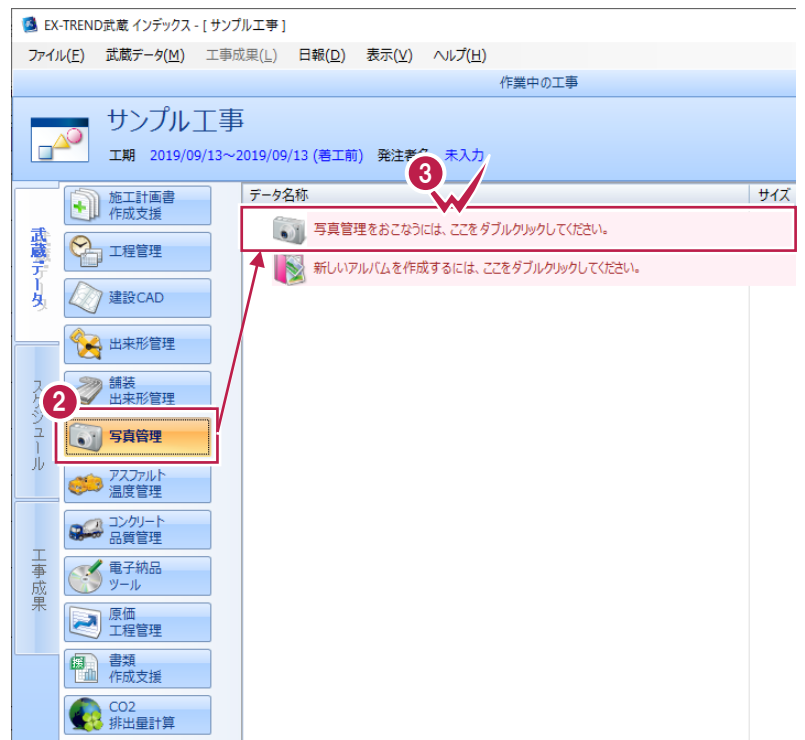 EX-TREND武蔵 インデックス - [ サンプル工事 ]
ファイル(F) 武蔵データ(M) 工事成果(L) 日報(D) 表示(V) ヘルプ(H)
作業中の工事
サンプル工事
工期 2019/09/13～2019/09/13 (着工前) 発注者名 未入力
3
武蔵データ
スケジュール
工事成果
施工計画書
作成支援
工程管理
建設CAD
出来形管理
舗装
出来形管理
2
写真管理
アスファルト
温度管理
コンクリート
品質管理
電子納品
ツール
原価
工程管理
書類
作成支援
CO2
排出量計算
データ名称 サイズ
写真管理をおこなうには、ここをダブルクリックしてください。
新しいアルバムを作成するには、ここをダブルクリックしてください。